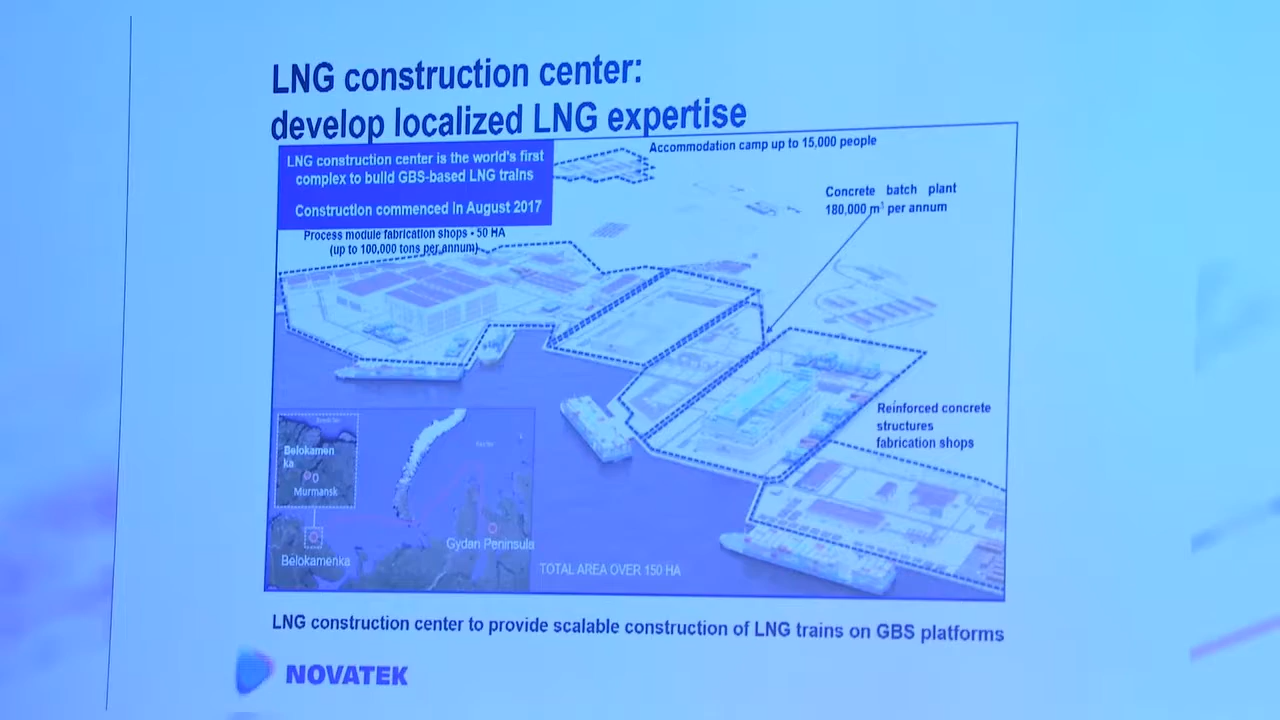 LNG construction center:
develop localized LNG expertise
LNG construction center is the world's first
complex to build GBS-based LNG trains
Construction commenced in August 2017
Accommodation camp up to 15,000 people
Concrete batch plant
180,000 m³ per annum
Process module fabrication shops - 50 HA
(up to 100,000 tons per annum)
Reinforced concrete
structures
fabrication shops
Belokamen
ka
Murmansk
Belokamenka
Gydan Peninsula
TOTAL AREA OVER 150 HA
LNG construction center to provide scalable construction of LNG trains on GBS platforms
NOVATEK